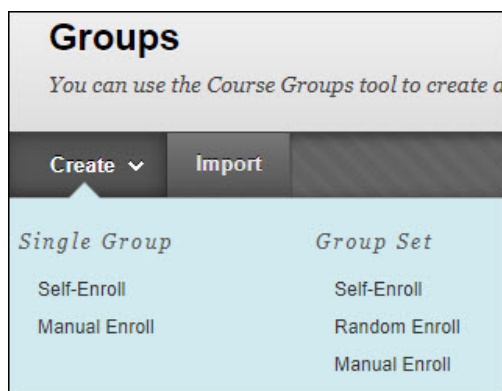 Groups
You can use the Course Groups tool to create a
Create
Import
Single Group
Self-Enroll
Manual Enroll
Group Set
Self-Enroll
Random Enroll
Manual Enroll